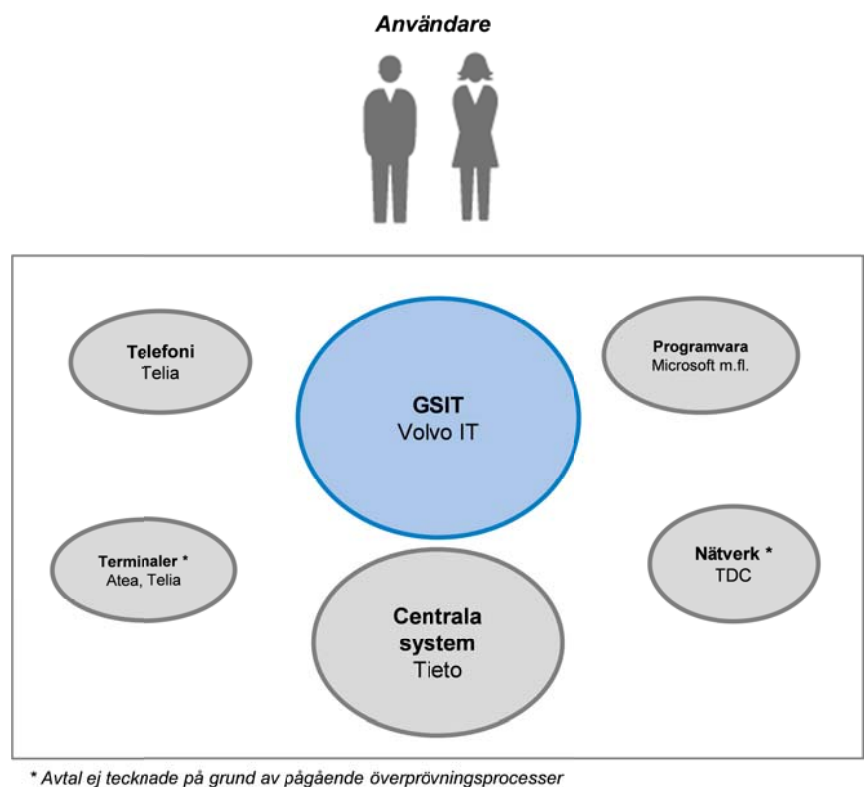 Användare
Telefoni
Telia
Programvara
Microsoft m.fl.
GSIT
Volvo IT
Terminaler *
Atea, Telia
Nätverk *
TDC
Centrala
system
Tieto
* Avtal ej tecknade på grund av pågående överprövningsprocesser